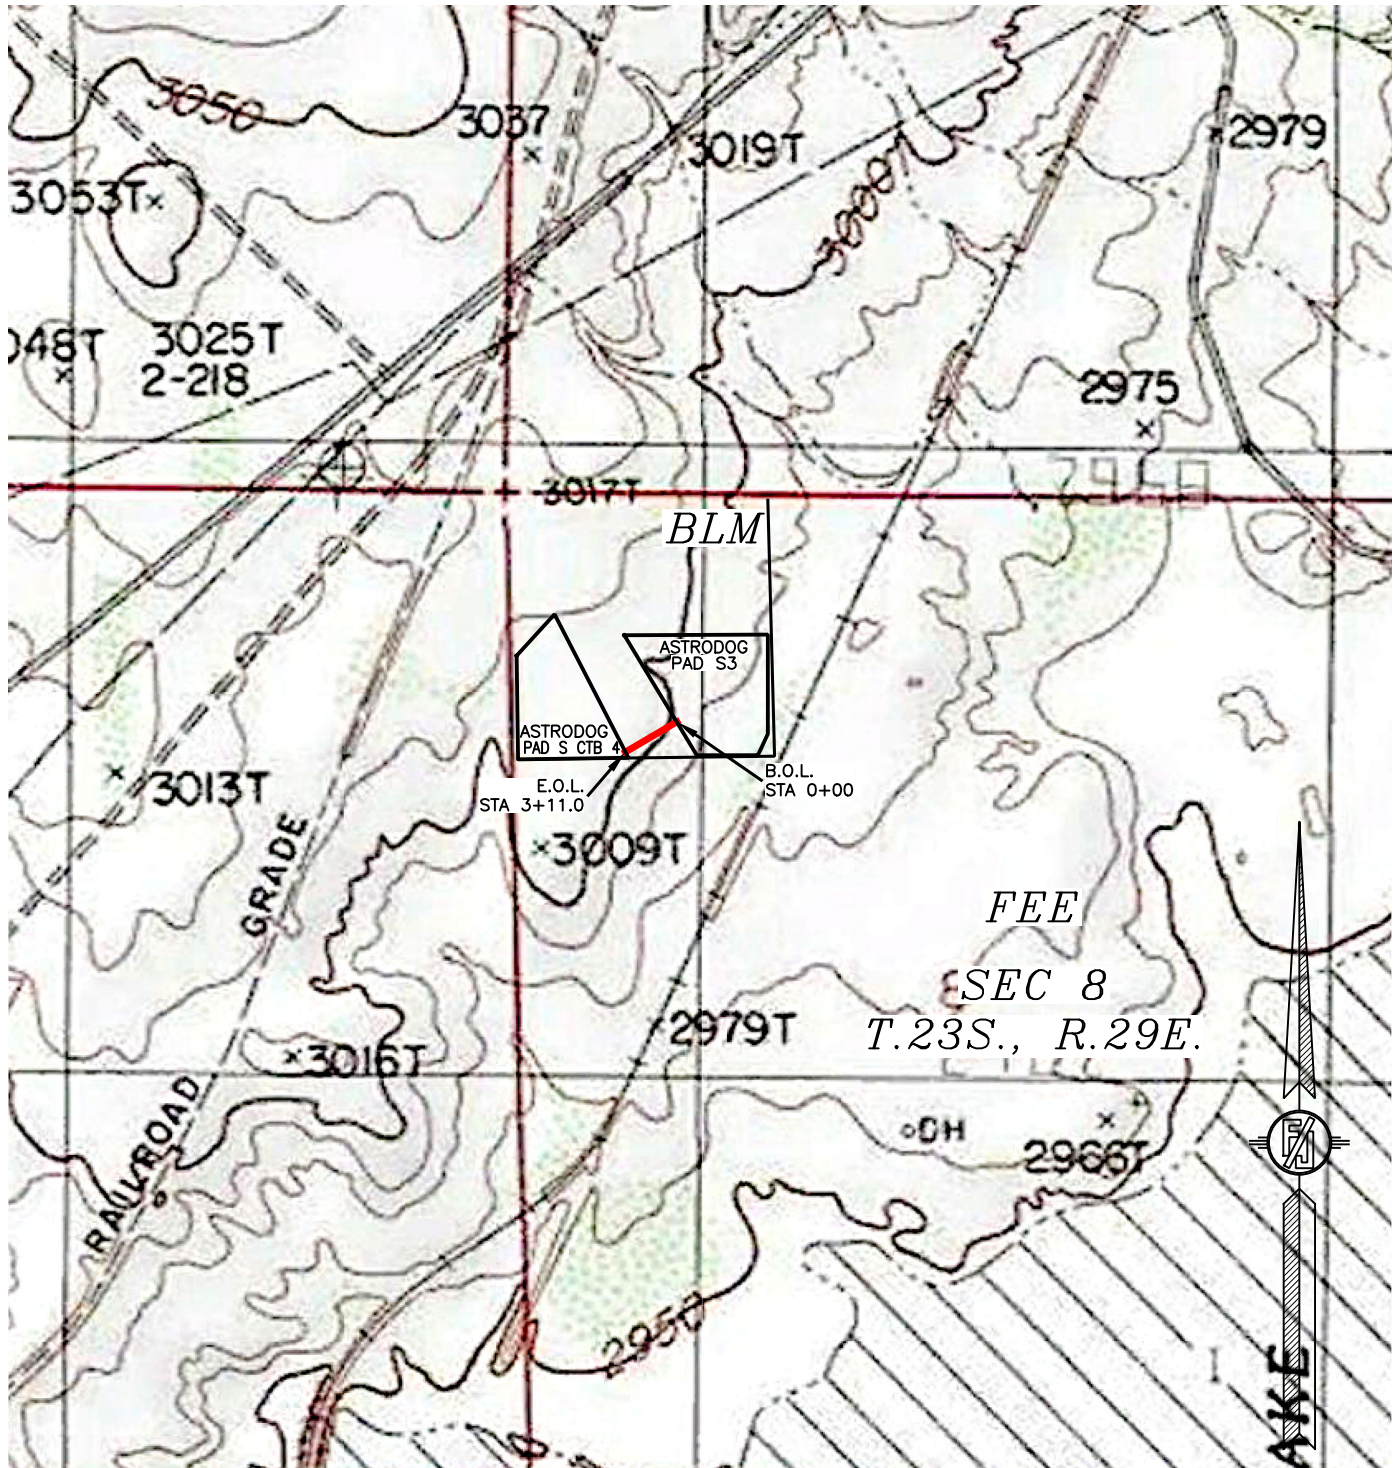 3050
3037
3019T
2979
3053T
3000
048T
3025T
2-218
2975
3017T
BLM
ASTRODOG
PAD S3
ASTRODOG
PAD S CTB 4
E.O.L.
STA 3+11.0
B.O.L.
STA 0+00
3013T
3009T
GRADE
FEE
SEC 8
T.23S., R.29E.
2979T
3016T
RAILROAD
DH
2966T
2950
AKE